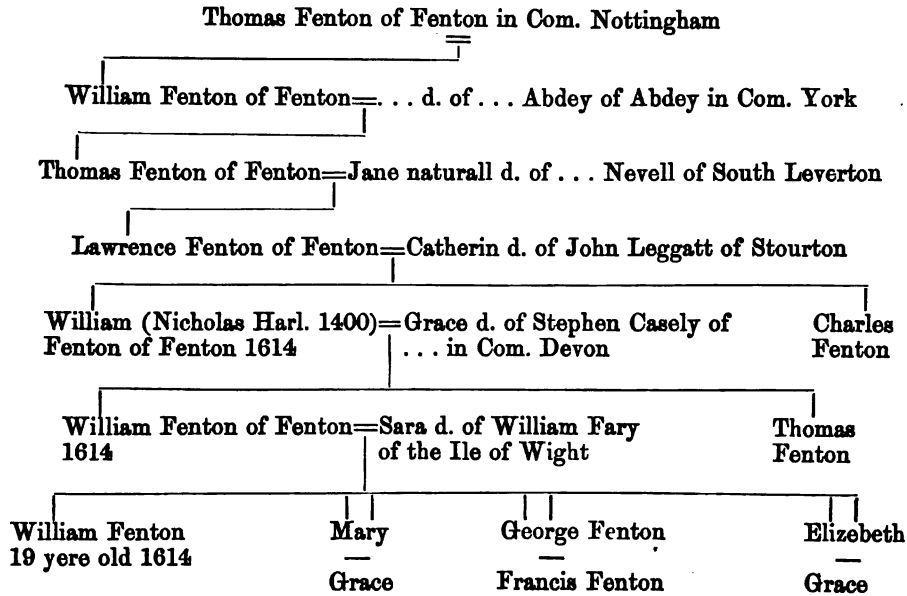 Thomas Fenton of Fenton in Com. Nottingham
William Fenton of Fenton=. . . d. of . . . Abdey of Abdey in Com. York
Thomas Fenton of Fenton=Jane naturall d. of . . . Nevell of South Leverton
Lawrence Fenton of Fenton=Catherin d. of John Leggatt of Stourton
William (Nicholas Harl. 1400)=Grace d. of Stephen Casely of
Fenton of Fenton 1614
. . . in Com. Devon
Charles
Fenton
William Fenton of Fenton=Sara d. of William Fary
1614
of the Ile of Wight
Thomas
Fenton
William Fenton
19 yere old 1614
Mary
—
Grace
George Fenton
—
Francis Fenton
Elizebeth
—
Grace